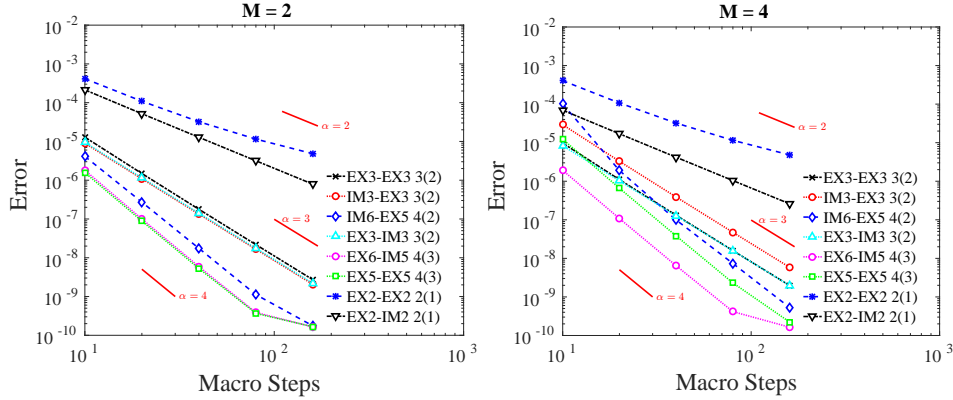 M = 2
10^-2
10^-3
10^-4
10^-5
10^-6
10^-7
10^-8
10^-9
10^-10
Error
α = 2
α = 3
α = 4
EX3-EX3 3(2)
IM3-EX3 3(2)
IM6-EX5 4(2)
EX3-IM3 3(2)
EX6-IM5 4(3)
EX5-EX5 4(3)
EX2-EX2 2(1)
EX2-IM2 2(1)
10^1
10^2
10^3
Macro Steps
M = 4
10^-2
10^-3
10^-4
10^-5
10^-6
10^-7
10^-8
10^-9
10^-10
Error
α = 2
α = 3
α = 4
EX3-EX3 3(2)
IM3-EX3 3(2)
IM6-EX5 4(2)
EX3-IM3 3(2)
EX6-IM5 4(3)
EX5-EX5 4(3)
EX2-EX2 2(1)
EX2-IM2 2(1)
10^1
10^2
10^3
Macro Steps